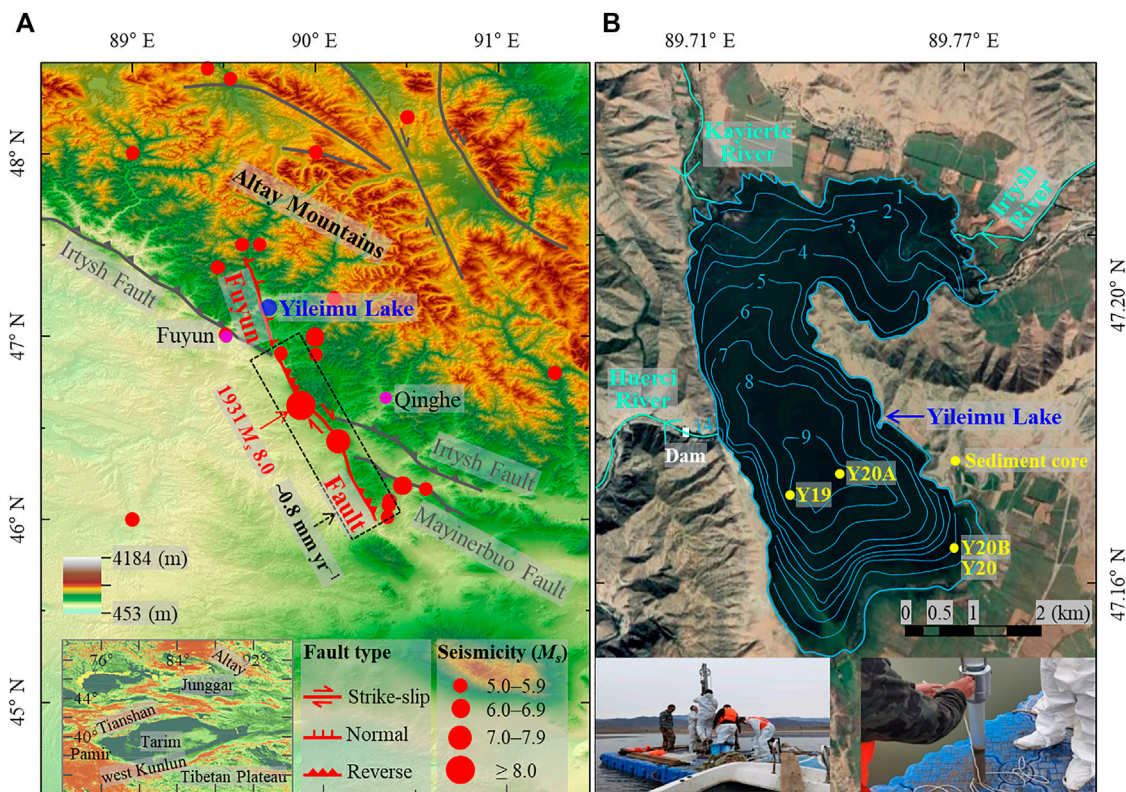 A
89° E
90° E
91° E
48° N
47° N
46° N
45° N
Altay Mountains
Irtysh Fault
Fuyun
Yileimu Lake
Fuyun
Qinghe
1931 Ms 8.0
~0.8 mm yr⁻¹
Fault
Irtysh Fault
Mayinerbuo Fault
4184 (m)
453 (m)
76°
84°
92°
Altay
Junggar
44°
Tianshan
40°
Pamir
Tarim
west Kunlun
Tibetan Plateau
Fault type
Strike-slip
Normal
Reverse
Seismicity (Ms)
5.0–5.9
6.0–6.9
7.0–7.9
≥ 8.0
B
89.71° E
89.77° E
47.20° N
47.16° N
Kayierte
River
Irtysh
River
1
2
3
4
5
6
7
8
9
Huerci
River
14
Dam
Yileimu Lake
Sediment core
Y20A
Y19
Y20B
Y20
0 0.5 1 2 (km)